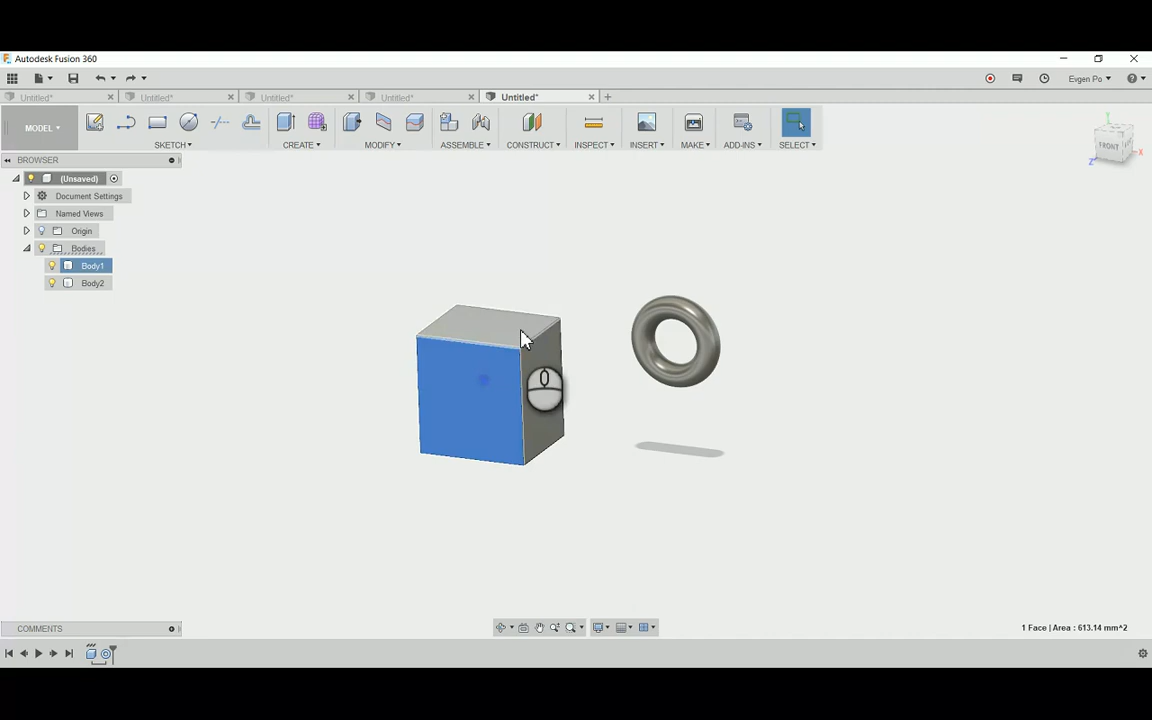 Autodesk Fusion 360
Evgen Po
Untitled* Untitled* Untitled* Untitled* Untitled*
MODEL
SKETCH CREATE MODIFY ASSEMBLE CONSTRUCT INSPECT INSERT MAKE ADD-INS SELECT
FRONT
X
Y
Z
BROWSER
(Unsaved)
Document Settings
Named Views
Origin
Bodies
Body1
Body2
COMMENTS
1 Face | Area : 613.14 mm^2